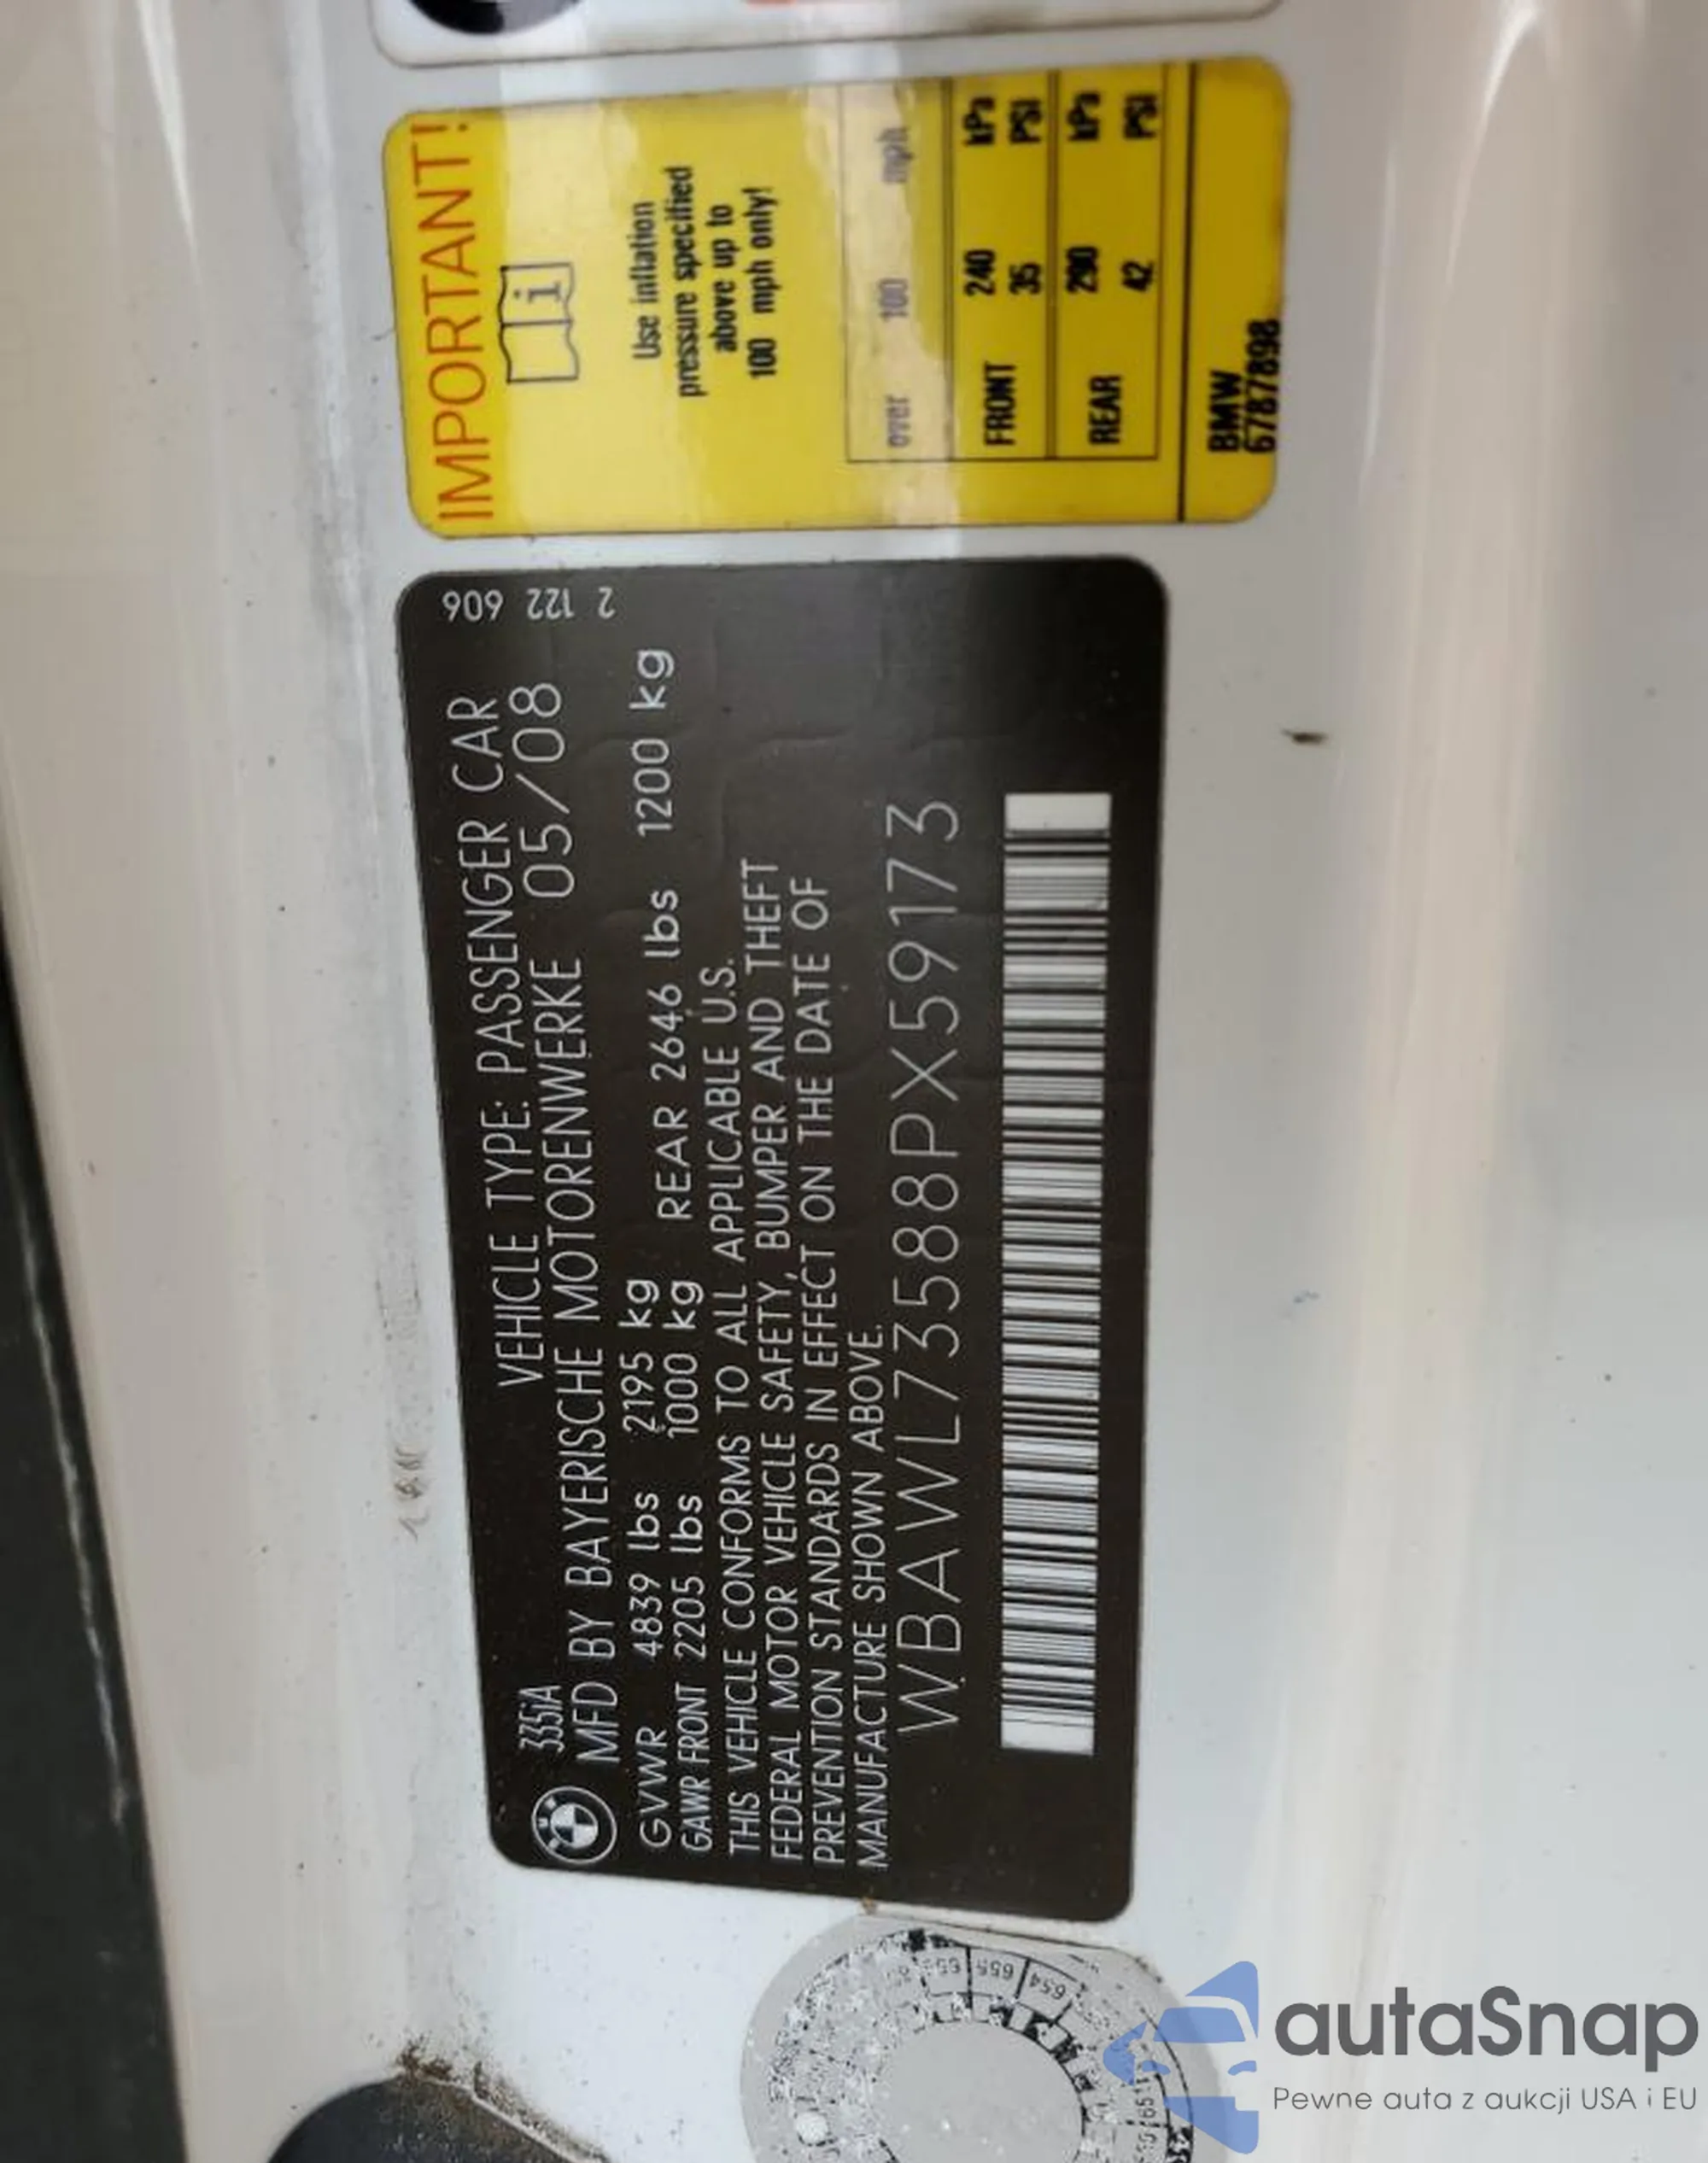 IMPORTANT!
i
Use inflation
pressure specified
above up to
100 mph only!
over 100 mph
FRONT 240 kPa
35 PSI
REAR 290 kPa
42 PSI
BMW
6787898
335iA VEHICLE TYPE: PASSENGER CAR
MFD BY BAYERISCHE MOTORENWERKE 05/08
GVWR 4839 lbs 2195 kg
GAWR FRONT 2205 lbs 1000 kg REAR 2646 lbs 1200 kg
THIS VEHICLE CONFORMS TO ALL APPLICABLE U.S.
FEDERAL MOTOR VEHICLE SAFETY, BUMPER AND THEFT
PREVENTION STANDARDS IN EFFECT ON THE DATE OF
MANUFACTURE SHOWN ABOVE.
WBAWL73588PX59173
2 122 606
655 654
autaSnap
Pewne auta z aukcji USA i EU